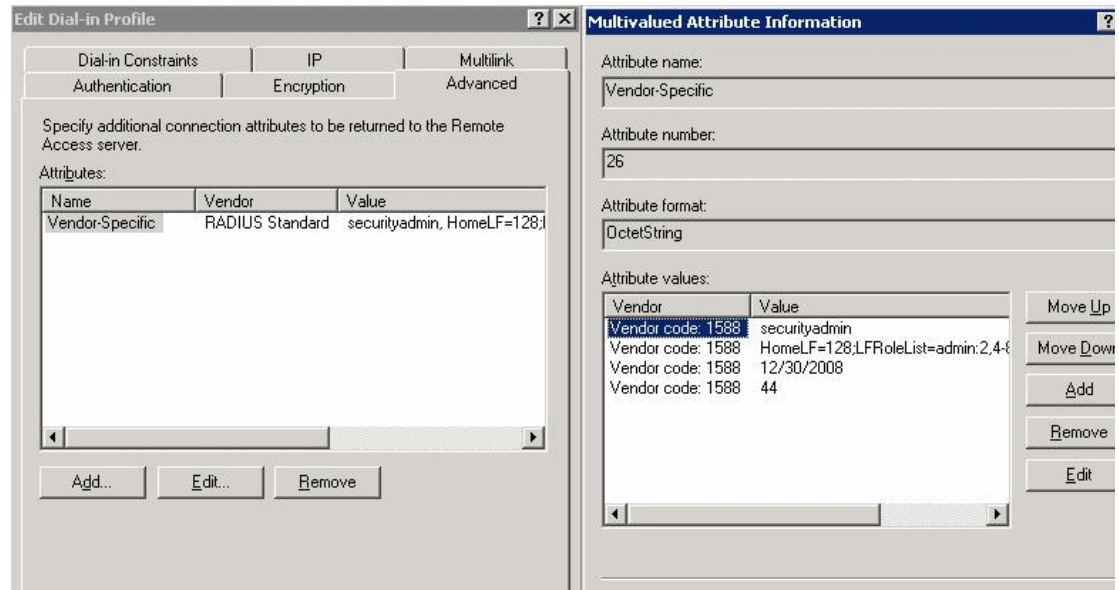 Edit Dial-in Profile
Dial-in Constraints IP Multilink
Authentication Encryption Advanced
Specify additional connection attributes to be returned to the Remote
Access server.
Attributes:
Name Vendor Value
Vendor-Specific RADIUS Standard securityadmin, HomeLF=128;
Add... Edit... Remove
Multivalued Attribute Information
Attribute name:
Vendor-Specific
Attribute number:
26
Attribute format:
OctetString
Attribute values:
Vendor Value
Vendor code: 1588 securityadmin
Vendor code: 1588 HomeLF=128;LFRoleList=admin:2,4-
Vendor code: 1588 12/30/2008
Vendor code: 1588 44
Move Up
Move Down
Add
Remove
Edit